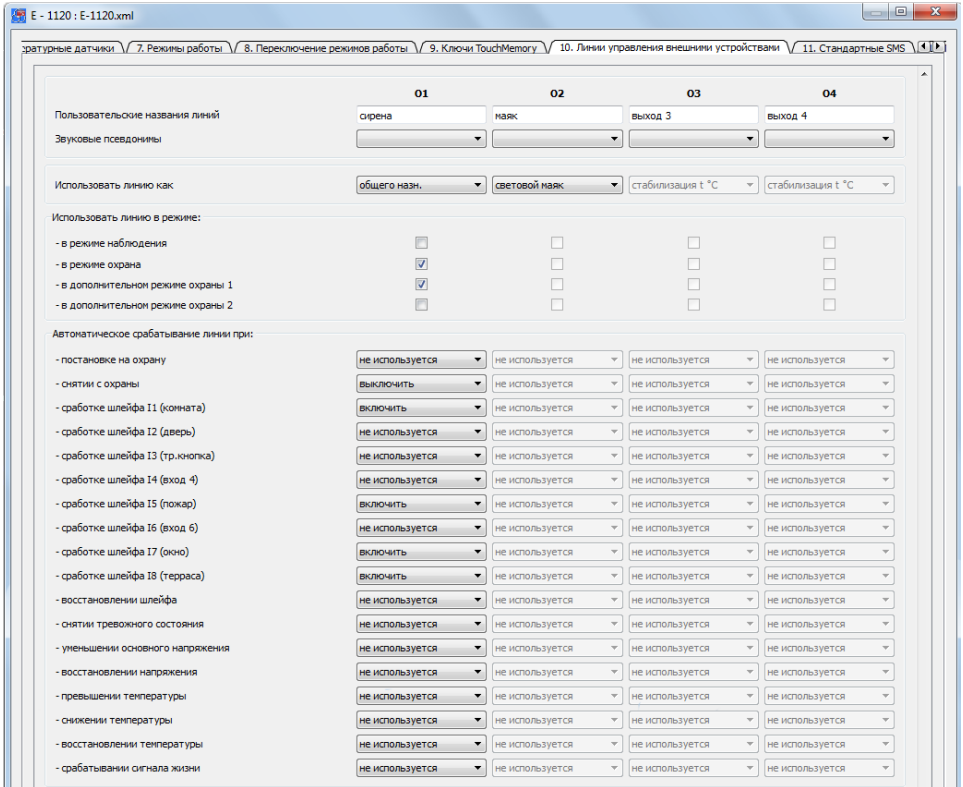 E - 1120 : E-1120.xml
ературные датчики 7. Режимы работы 8. Переключение режимов работы 9. Ключи TouchMemory 10. Линии управления внешними устройствами 11. Стандартные SMS
O1 O2 O3 O4
Пользовательские названия линий сирена маяк выход 3 выход 4
Звуковые псевдонимы
Использовать линию как общего назн. световой маяк стабилизация t °C стабилизация t °C
Использовать линию в режиме:
- в режиме наблюдения
- в режиме охрана
- в дополнительном режиме охраны 1
- в дополнительном режиме охраны 2
Автоматическое срабатывание линии при:
- постановке на охрану не используется не используется не используется не используется
- снятии с охраны выключить не используется не используется не используется
- сработке шлейфа I1 (комната) включить не используется не используется не используется
- сработке шлейфа I2 (дверь) не используется не используется не используется не используется
- сработке шлейфа I3 (тр.кнопка) не используется не используется не используется не используется
- сработке шлейфа I4 (вход 4) не используется не используется не используется не используется
- сработке шлейфа I5 (пожар) включить не используется не используется не используется
- сработке шлейфа I6 (вход 6) не используется не используется не используется не используется
- сработке шлейфа I7 (окно) включить не используется не используется не используется
- сработке шлейфа I8 (терраса) включить не используется не используется не используется
- восстановлении шлейфа не используется не используется не используется не используется
- снятии тревожного состояния не используется не используется не используется не используется
- уменьшении основного напряжения не используется не используется не используется не используется
- восстановлении напряжения не используется не используется не используется не используется
- превышении температуры не используется не используется не используется не используется
- снижении температуры не используется не используется не используется не используется
- восстановлении температуры не используется не используется не используется не используется
- срабатывании сигнала жизни не используется не используется не используется не используется